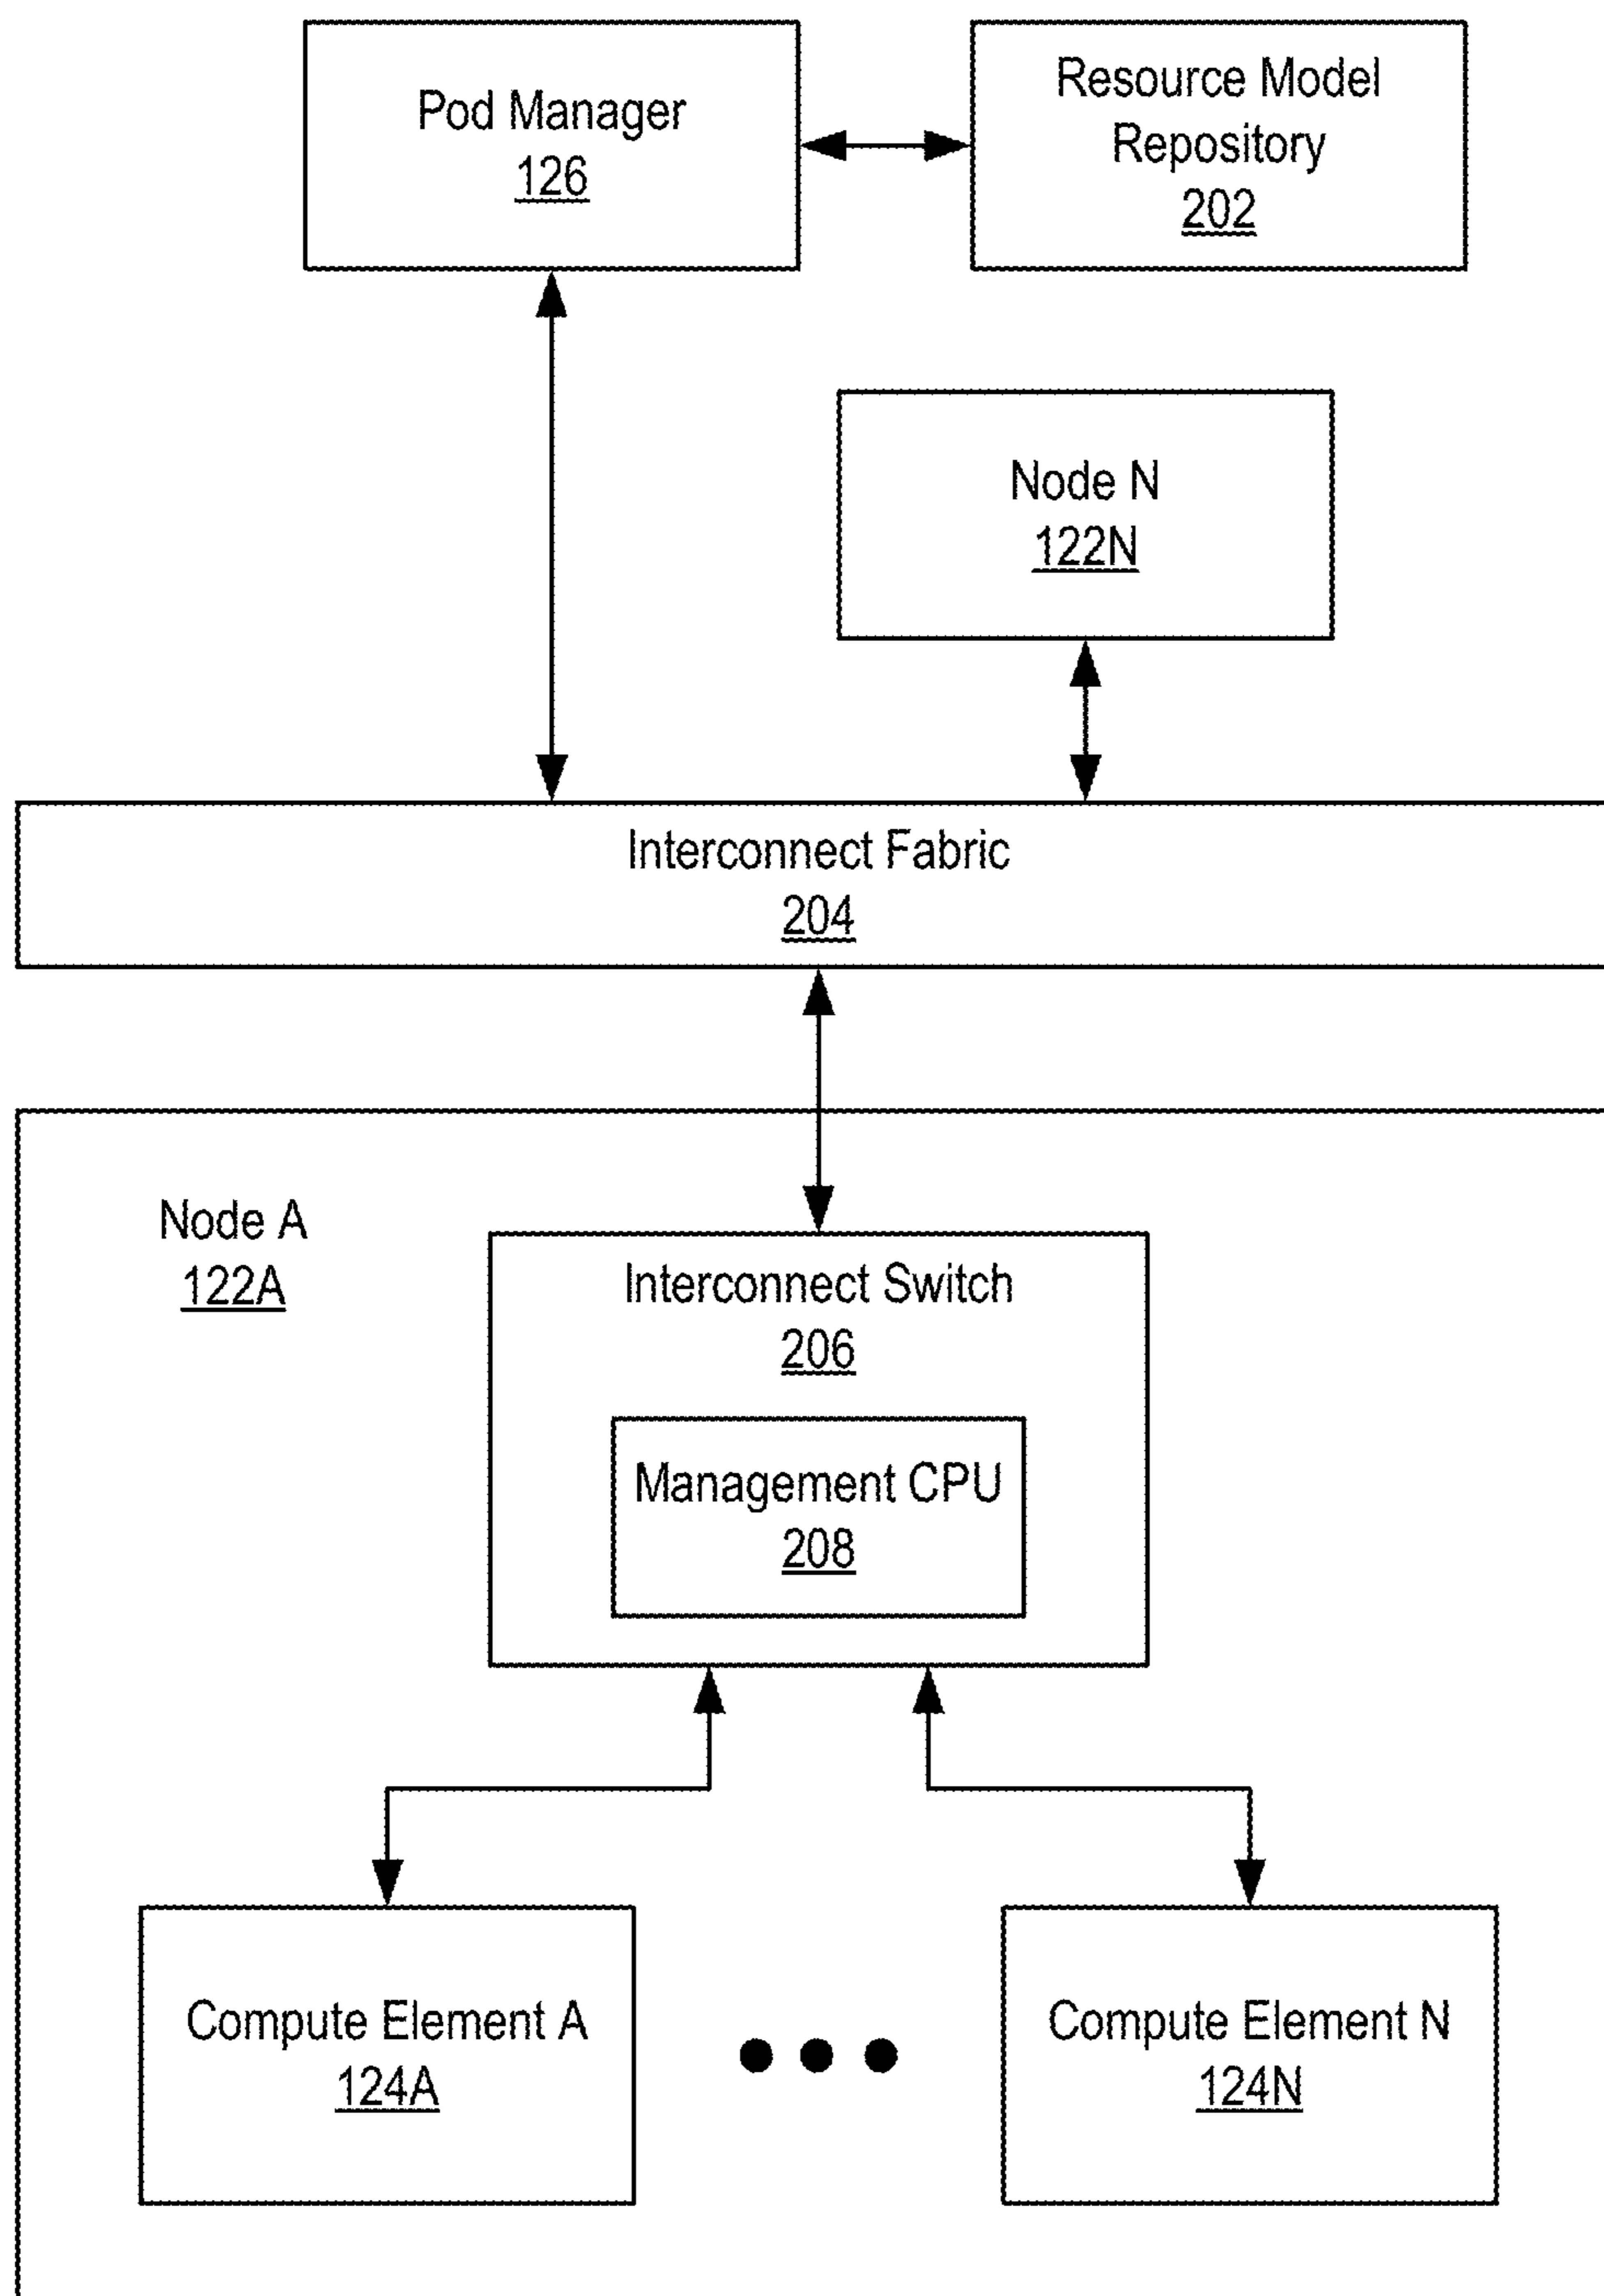 Pod Manager
126
Resource Model
Repository
202
Node N
122N
Interconnect Fabric
204
Node A
122A
Interconnect Switch
206
Management CPU
208
Compute Element A
124A
Compute Element N
124N